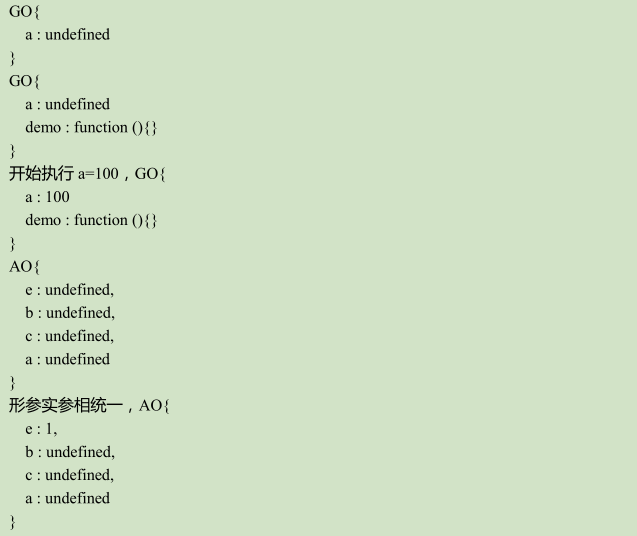 GO{
a : undefined
}
GO{
a : undefined
demo : function (){}
}
开始执行 a=100，GO{
a : 100
demo : function (){}
}
AO{
e : undefined,
b : undefined,
c : undefined,
a : undefined
}
形参实参相统一，AO{
e : 1,
b : undefined,
c : undefined,
a : undefined
}